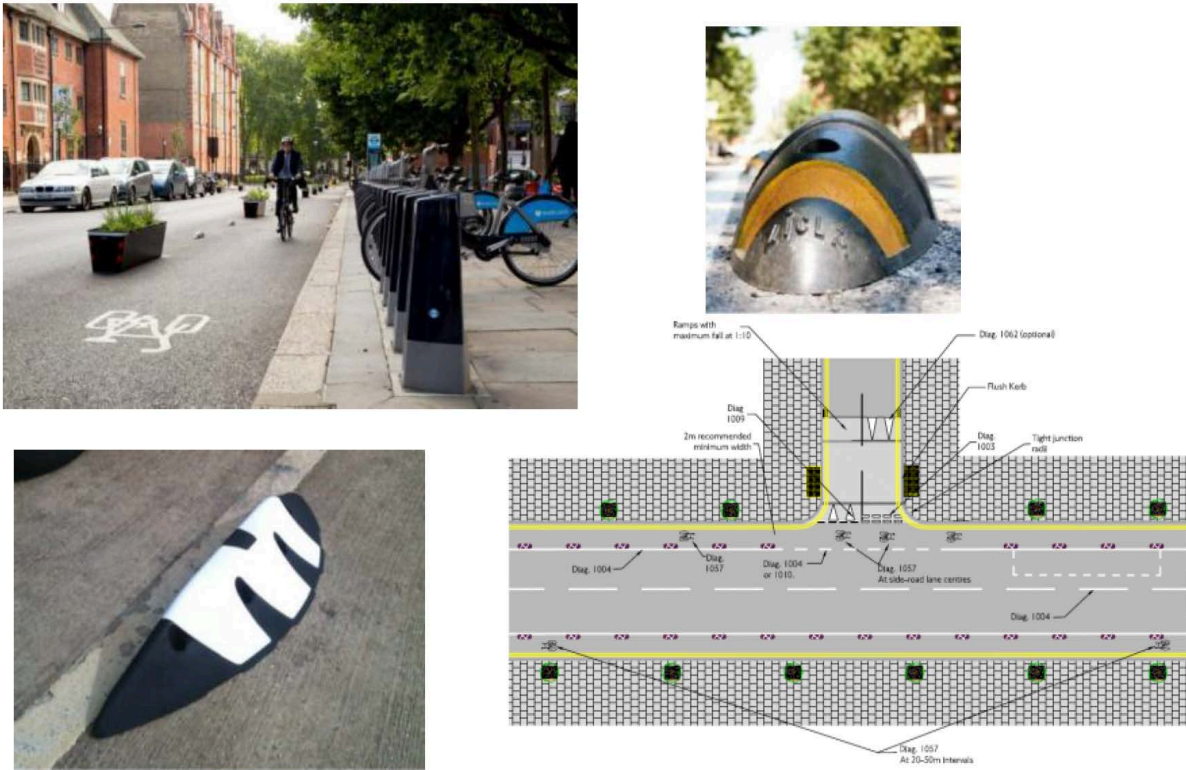 Ramps with
maximum fall at 1:10
Diag. 1062 (optional)
Flush Kerb
Diag
1009
2m recommended
minimum width
Diag.
1003
Tight junction
radii
Diag. 1004
Diag.
1057
Diag. 1004
or 1010.
Diag. 1057
At side-road lane centres
Diag. 1004
Diag. 1057
At 20-50m intervals